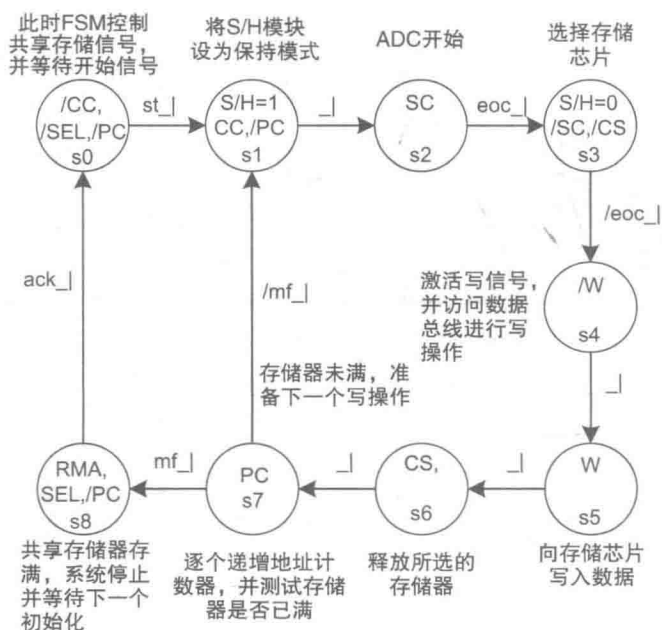 此时FSM控制
共享存储信号,
并等待开始信号
将S/H模块
设为保持模式
ADC开始
选择存储
芯片
/CC,
/SEL,/PC
s0
st_|
S/H=1
CC,/PC
s1
_|
SC
s2
eoc_|
S/H=0
/SC,/CS
s3
/eoc_|
ack_|
/mf_|
激活写信号,
并访问数据
总线进行写
操作
/W
s4
存储器未满，准
备下一个写操作
_|
RMA,
SEL,/PC
s8
mf_|
PC
s7
_|
CS,
s6
_|
W
s5
共享存储器存
满，系统停止
并等待下一个
初始化
逐个递增地址计
数器，并测试存储
器是否已满
释放所选的
存储器
向存储芯片
写入数据